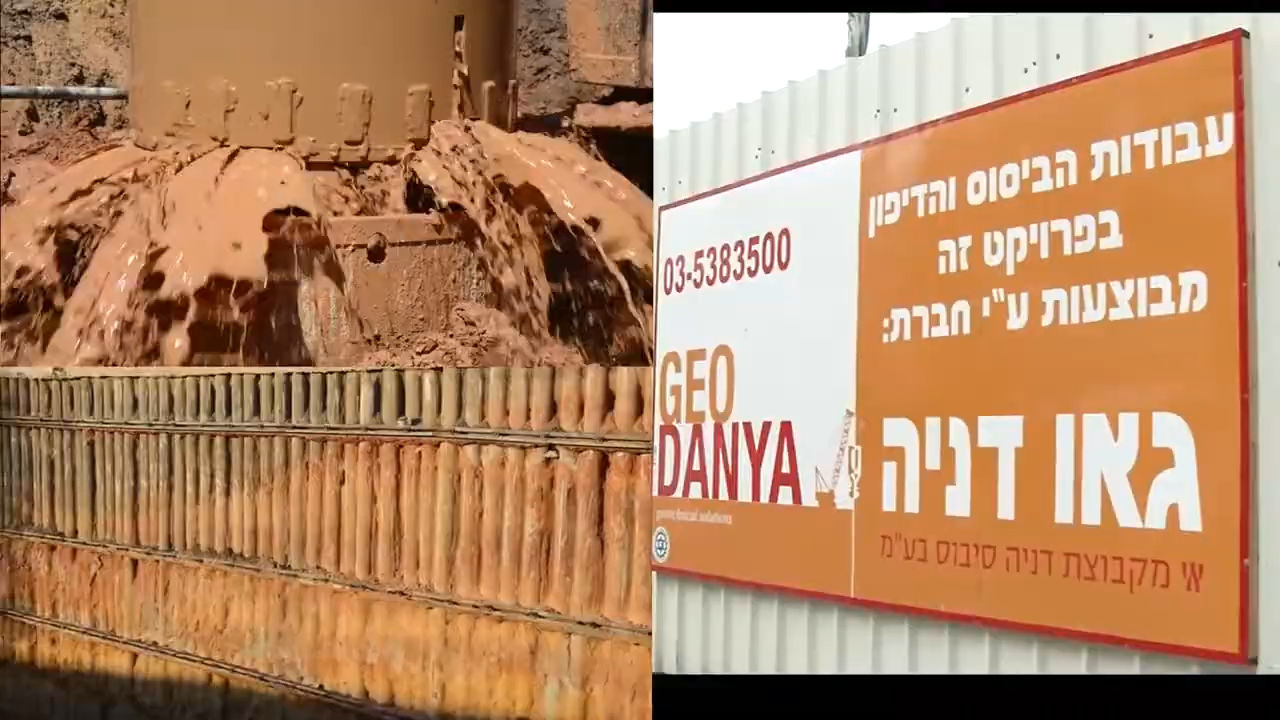 עבודות הביסוס והדיפון
בפרויקט זה
מבוצעות ע"י חברת:
גאו דניה
מקבוצת דניה סיבוס בע"מ
03-5383500
GEO
DANYA